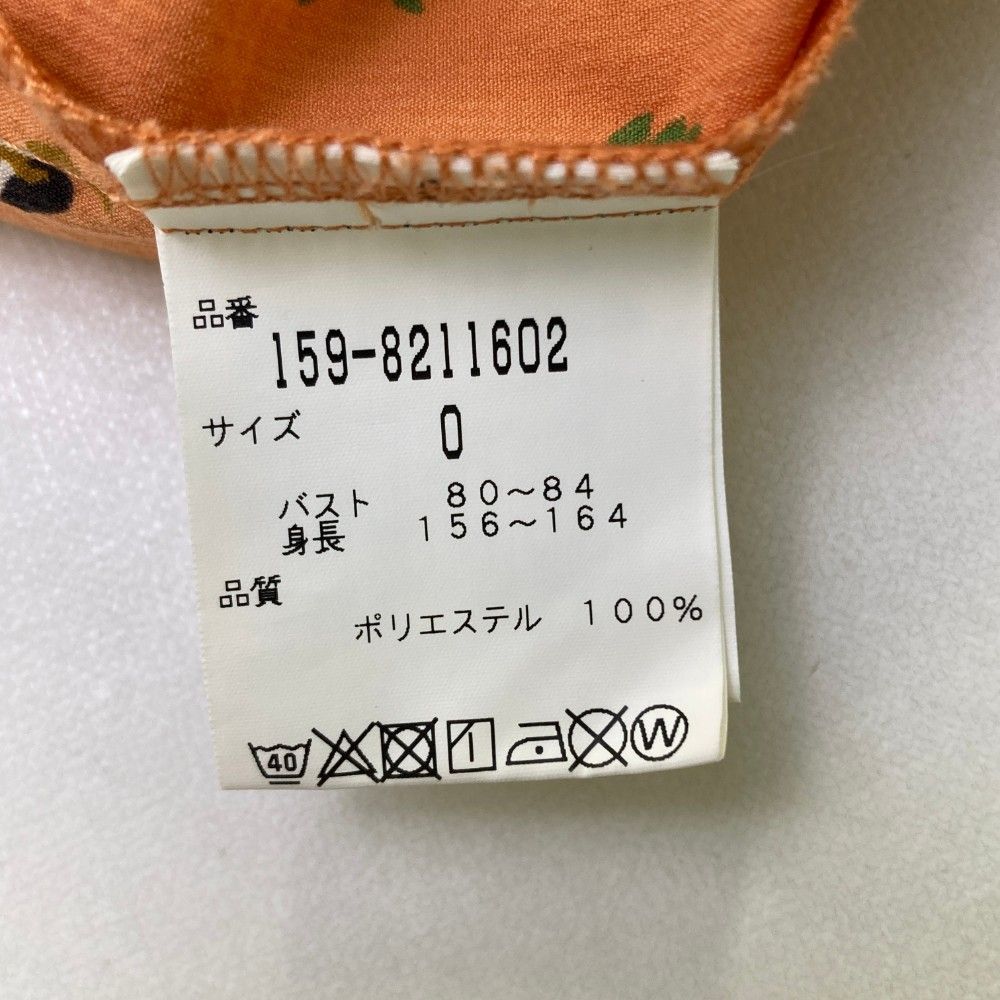 品番
159-8211602
サイズ 0
バスト 80～84
身長 156～164
品質
ポリエステル 100%
40
W